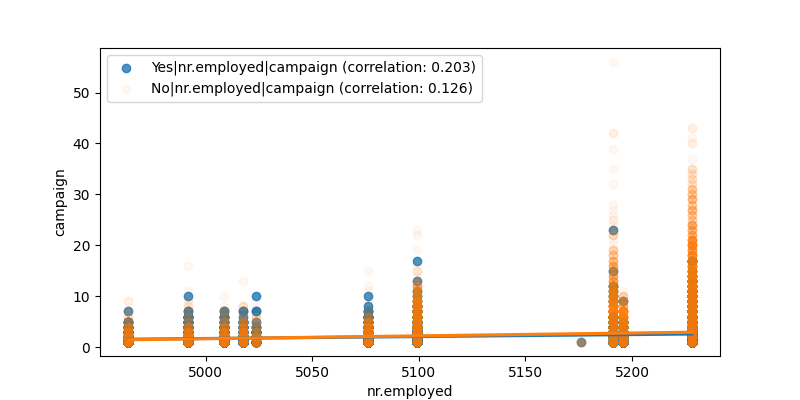 Yes|nr.employed|campaign (correlation: 0.203)
No|nr.employed|campaign (correlation: 0.126)
50
40
30
20
10
0
campaign
5000
5050
5100
5150
5200
nr.employed